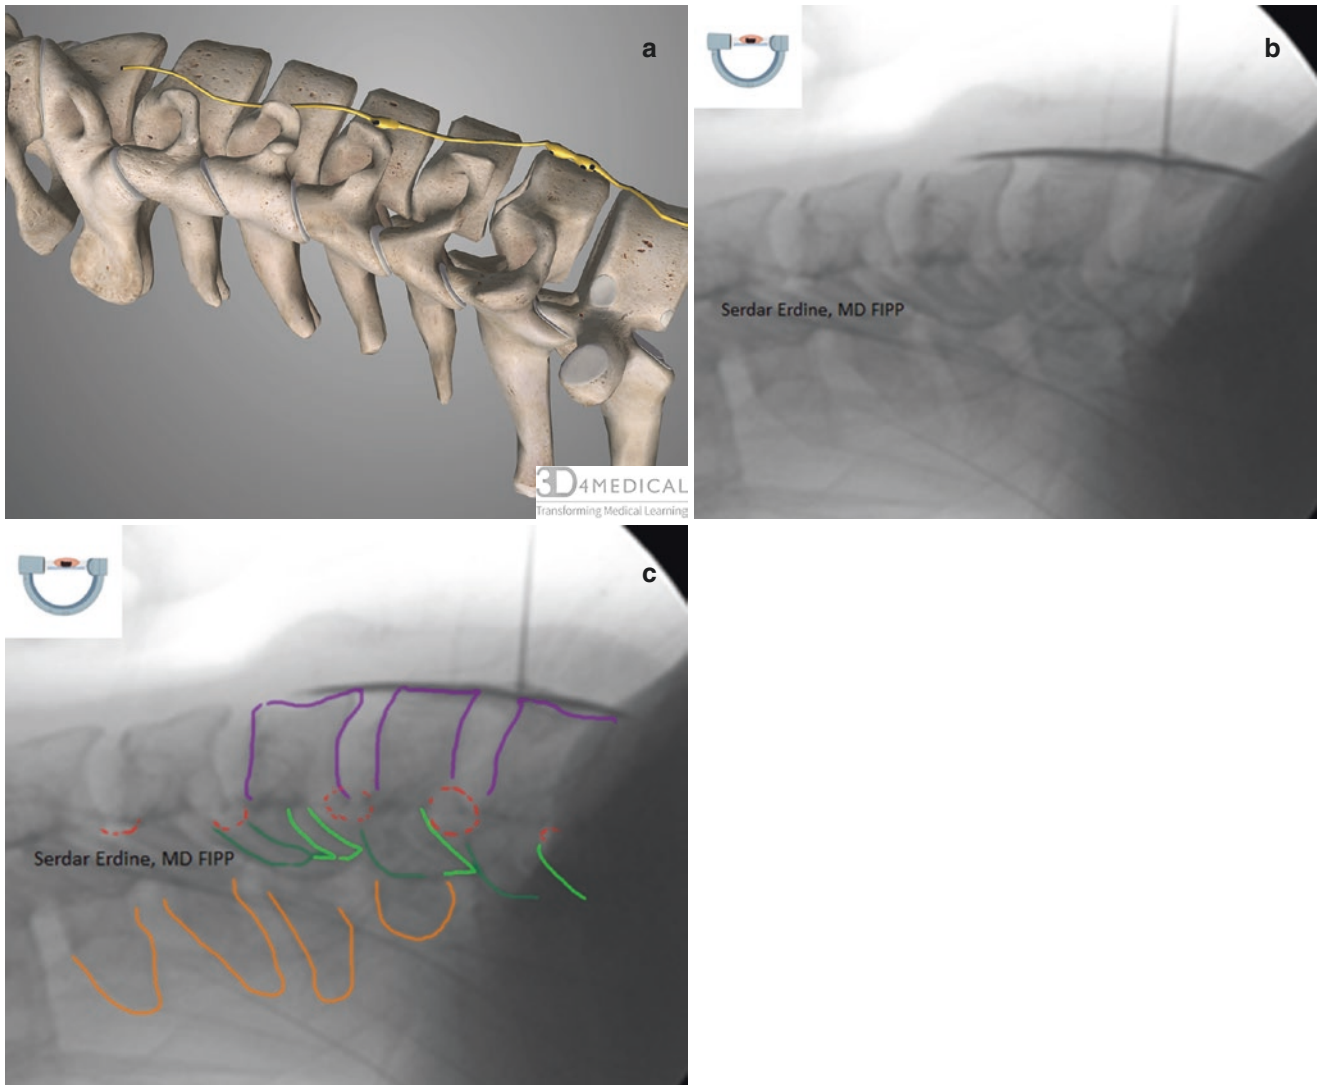 a
b
Serdar Erdine, MD FIPP
3D4MEDICAL
Transforming Medical Learning
c
Serdar Erdine, MD FIPP